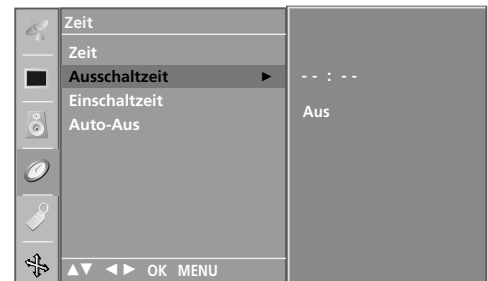 Zeit
Zeit
Ausschaltzeit ►
Einschaltzeit
Auto-Aus
▲▼ ◄► OK MENU
- - : - -
Aus